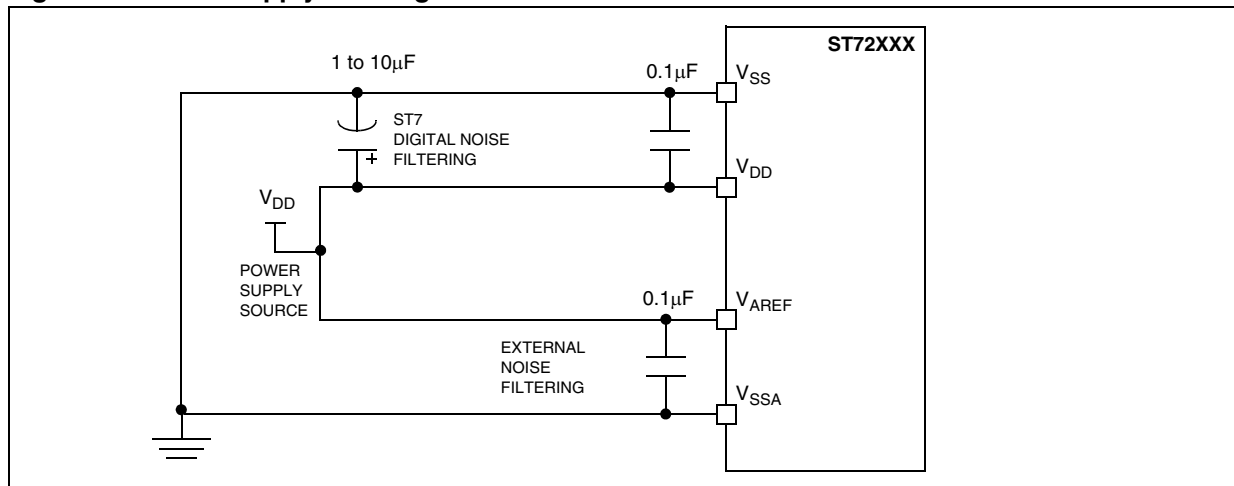 ST72XXX
1 to 10μF
0.1μF
VSS
ST7
DIGITAL NOISE
FILTERING
+
VDD
VDD
POWER
SUPPLY
SOURCE
0.1μF
VAREF
EXTERNAL
NOISE
FILTERING
VSSA